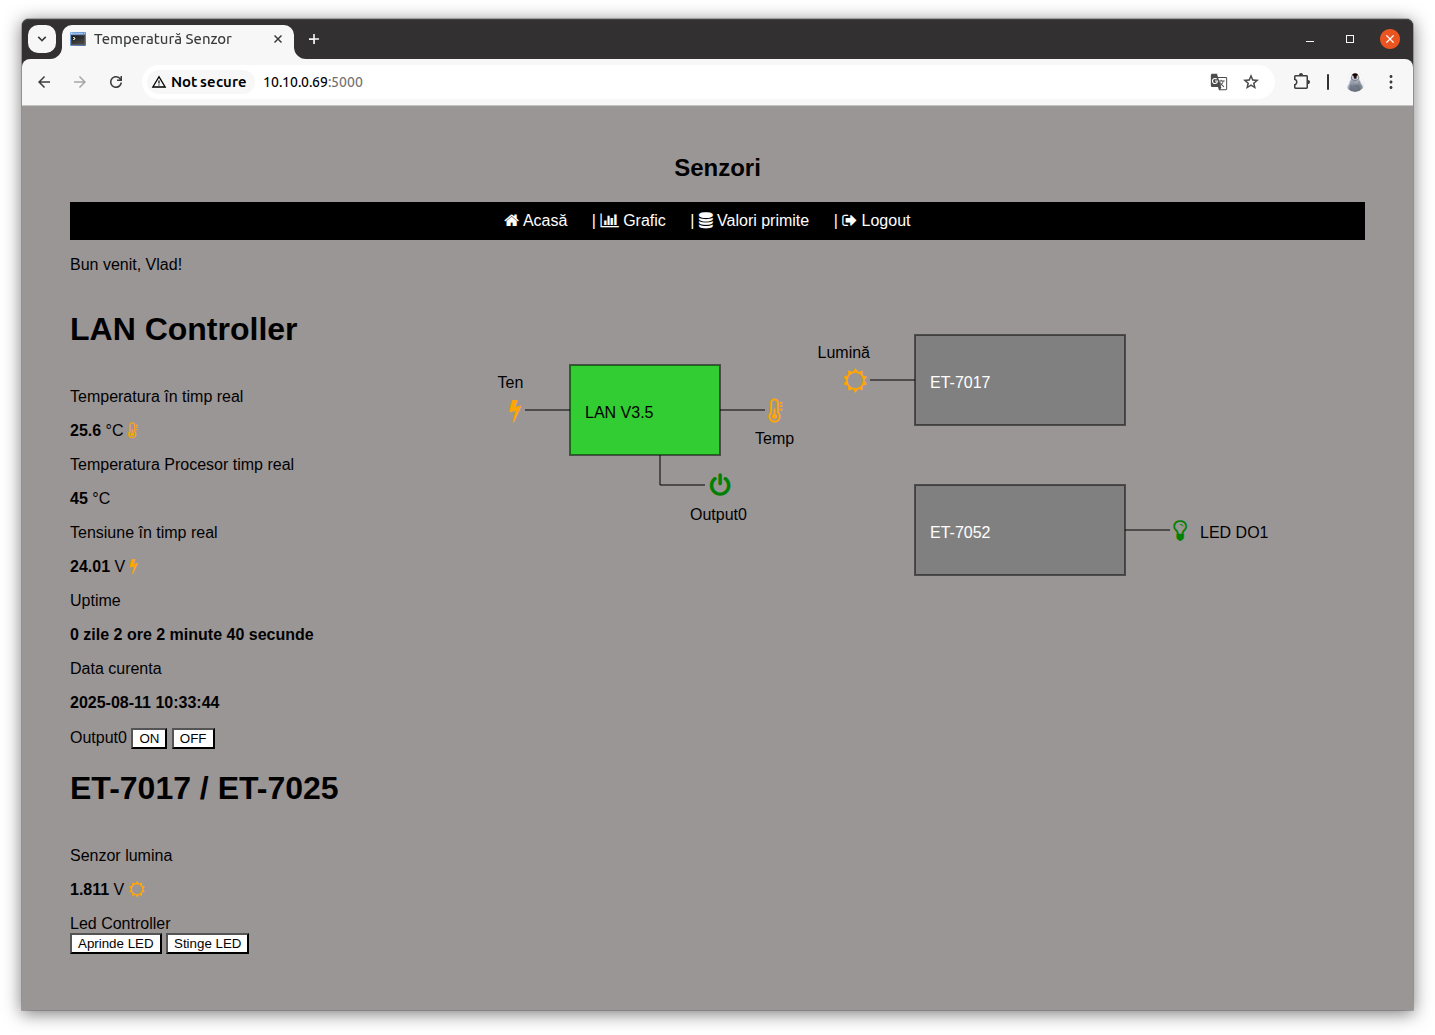 Temperatură Senzor
Not secure 10.10.0.69:5000
Senzori
Acasă | Grafic | Valori primite | Logout
Bun venit, Vlad!
LAN Controller
Temperatura în timp real
25.6 °C
Temperatura Procesor timp real
45 °C
Tensiune în timp real
24.01 V
Uptime
0 zile 2 ore 2 minute 40 secunde
Data curenta
2025-08-11 10:33:44
Output0 ON OFF
ET-7017 / ET-7025
Senzor lumina
1.811 V
Led Controller
Aprinde LED Stinge LED
Ten
LAN V3.5
Temp
Output0
Lumină
ET-7017
ET-7052
LED DO1